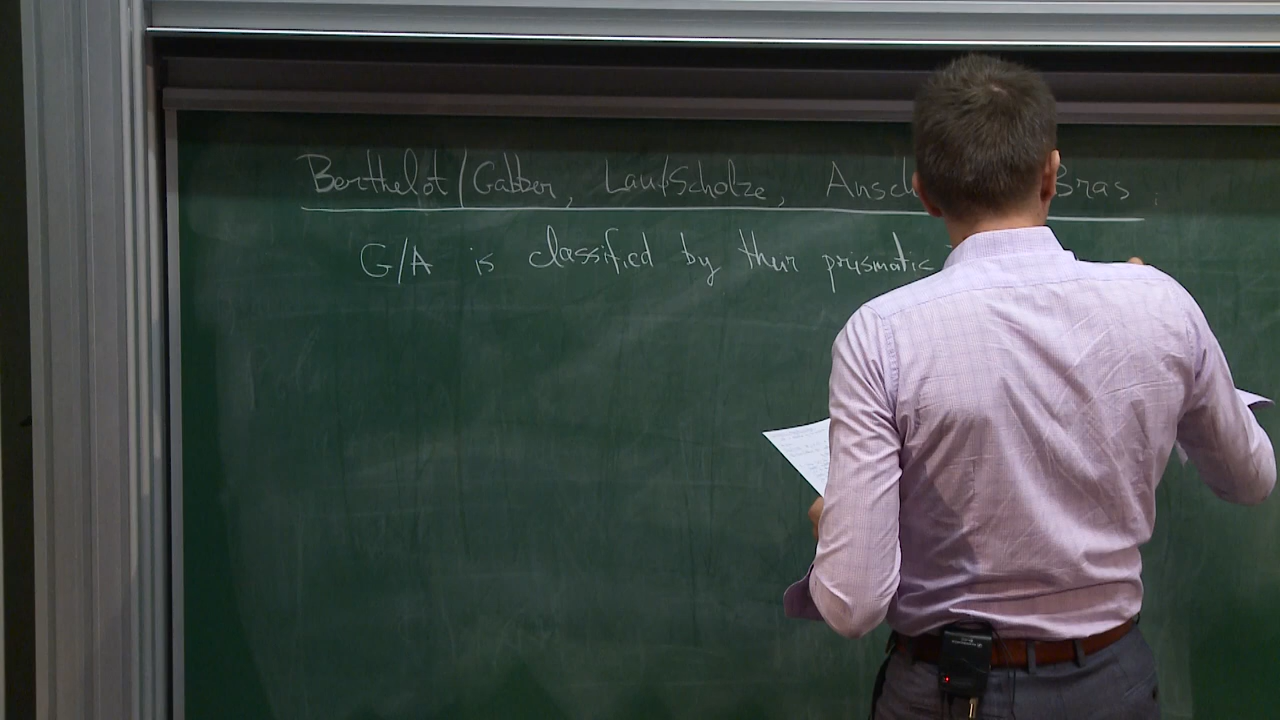 Berthelot/Gabber, Lau/Scholze, Ansch Bras :
G/A is classified by their prismatic